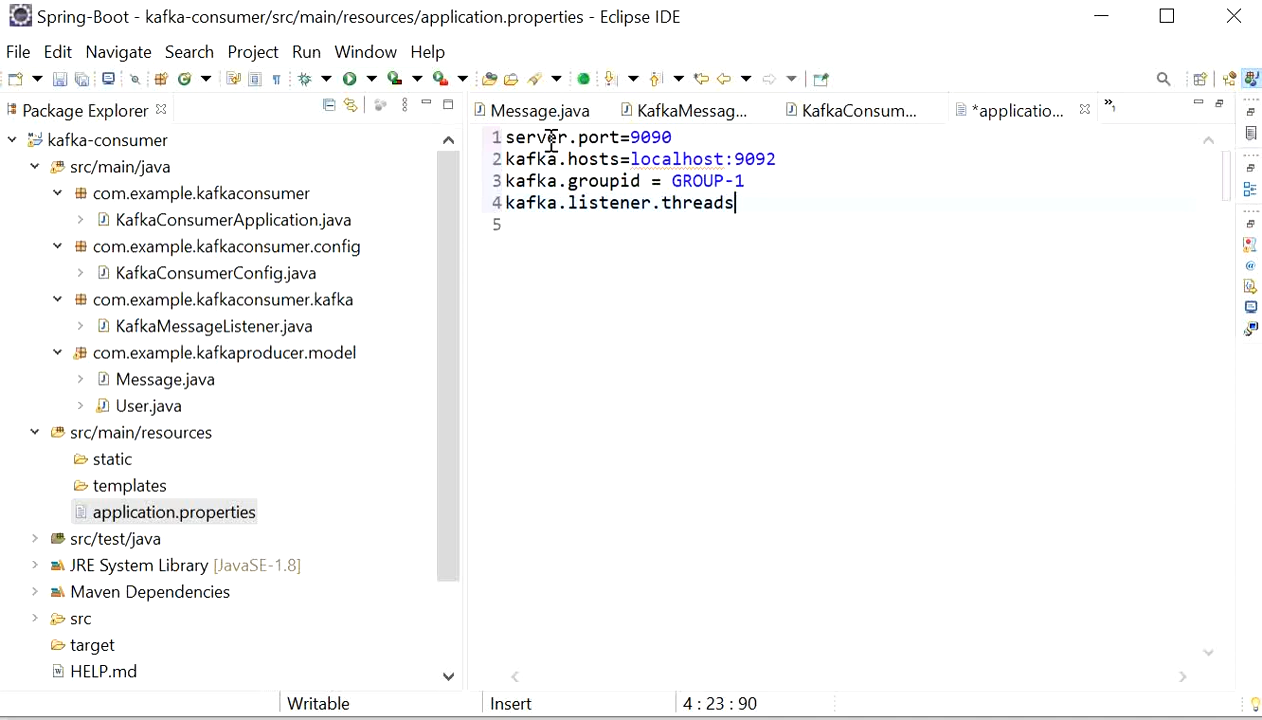 Spring-Boot - kafka-consumer/src/main/resources/application.properties - Eclipse IDE
File Edit Navigate Search Project Run Window Help
Package Explorer
Message.java KafkaMessag... KafkaConsum... *applicatio... »1
kafka-consumer
src/main/java
com.example.kafkaconsumer
KafkaConsumerApplication.java
com.example.kafkaconsumer.config
KafkaConsumerConfig.java
com.example.kafkaconsumer.kafka
KafkaMessageListener.java
com.example.kafkaproducer.model
Message.java
User.java
src/main/resources
static
templates
application.properties
src/test/java
JRE System Library [JavaSE-1.8]
Maven Dependencies
src
target
HELP.md
1 server.port=9090
2 kafka.hosts=localhost:9092
3 kafka.groupid = GROUP-1
4 kafka.listener.threads
5
Writable Insert 4 : 23 : 90